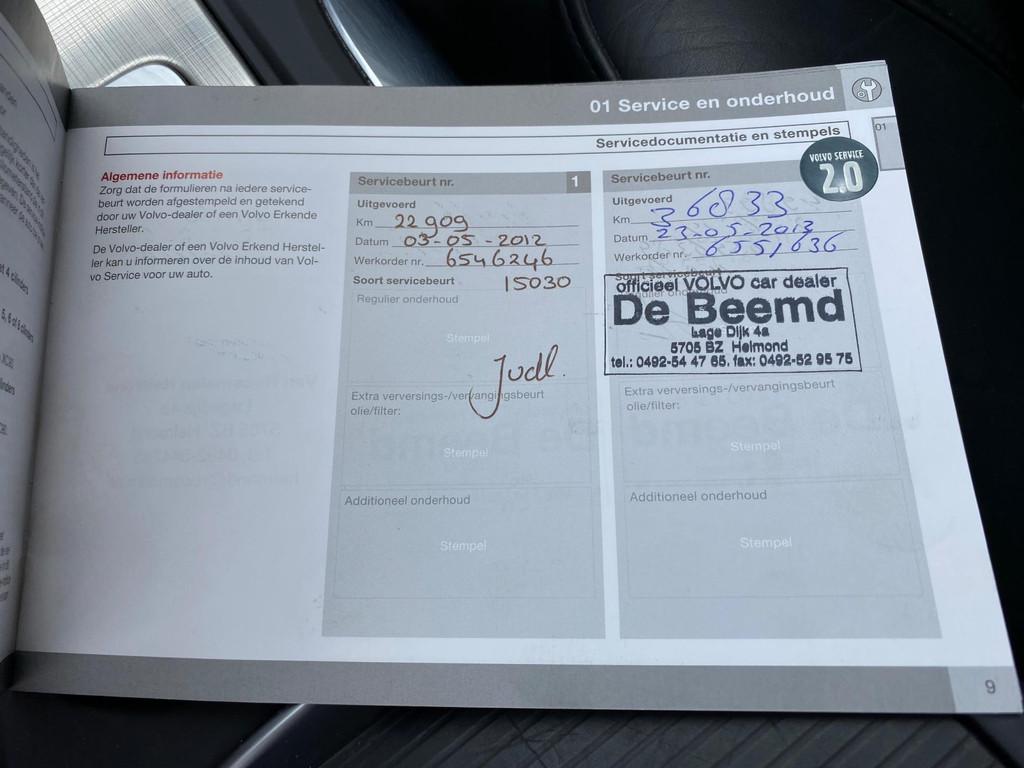 01 Service en onderhoud
Servicedocumentatie en stempels
01
VOLVO SERVICE
2.0
Algemene informatie
Zorg dat de formulieren na iedere service-
beurt worden afgestempeld en getekend
door uw Volvo-dealer of een Volvo Erkende
Hersteller.
De Volvo-dealer of een Volvo Erkend Herstel-
ler kan u informeren over de inhoud van Vol-
vo Service voor uw auto.
Servicebeurt nr. 1
Uitgevoerd
Km 22909
Datum 03-05-2012
Werkorder nr. 6546246
Soort servicebeurt 15030
Regulier onderhoud
Stempel
Extra verversings-/vervangingsbeurt
olie/filter:
Stempel
Additioneel onderhoud
Stempel
Servicebeurt nr.
Uitgevoerd
Km 36833
Datum 23-05-2013
Werkorder nr. 6551636
Soort servicebeurt
officieel VOLVO car dealer
De Beemd
Lage Dijk 4a
5705 BZ Helmond
tel.: 0492-54 47 65. fax: 0492-52 95 75
Extra verversings-/vervangingsbeurt
olie/filter:
Stempel
Additioneel onderhoud
Stempel
9